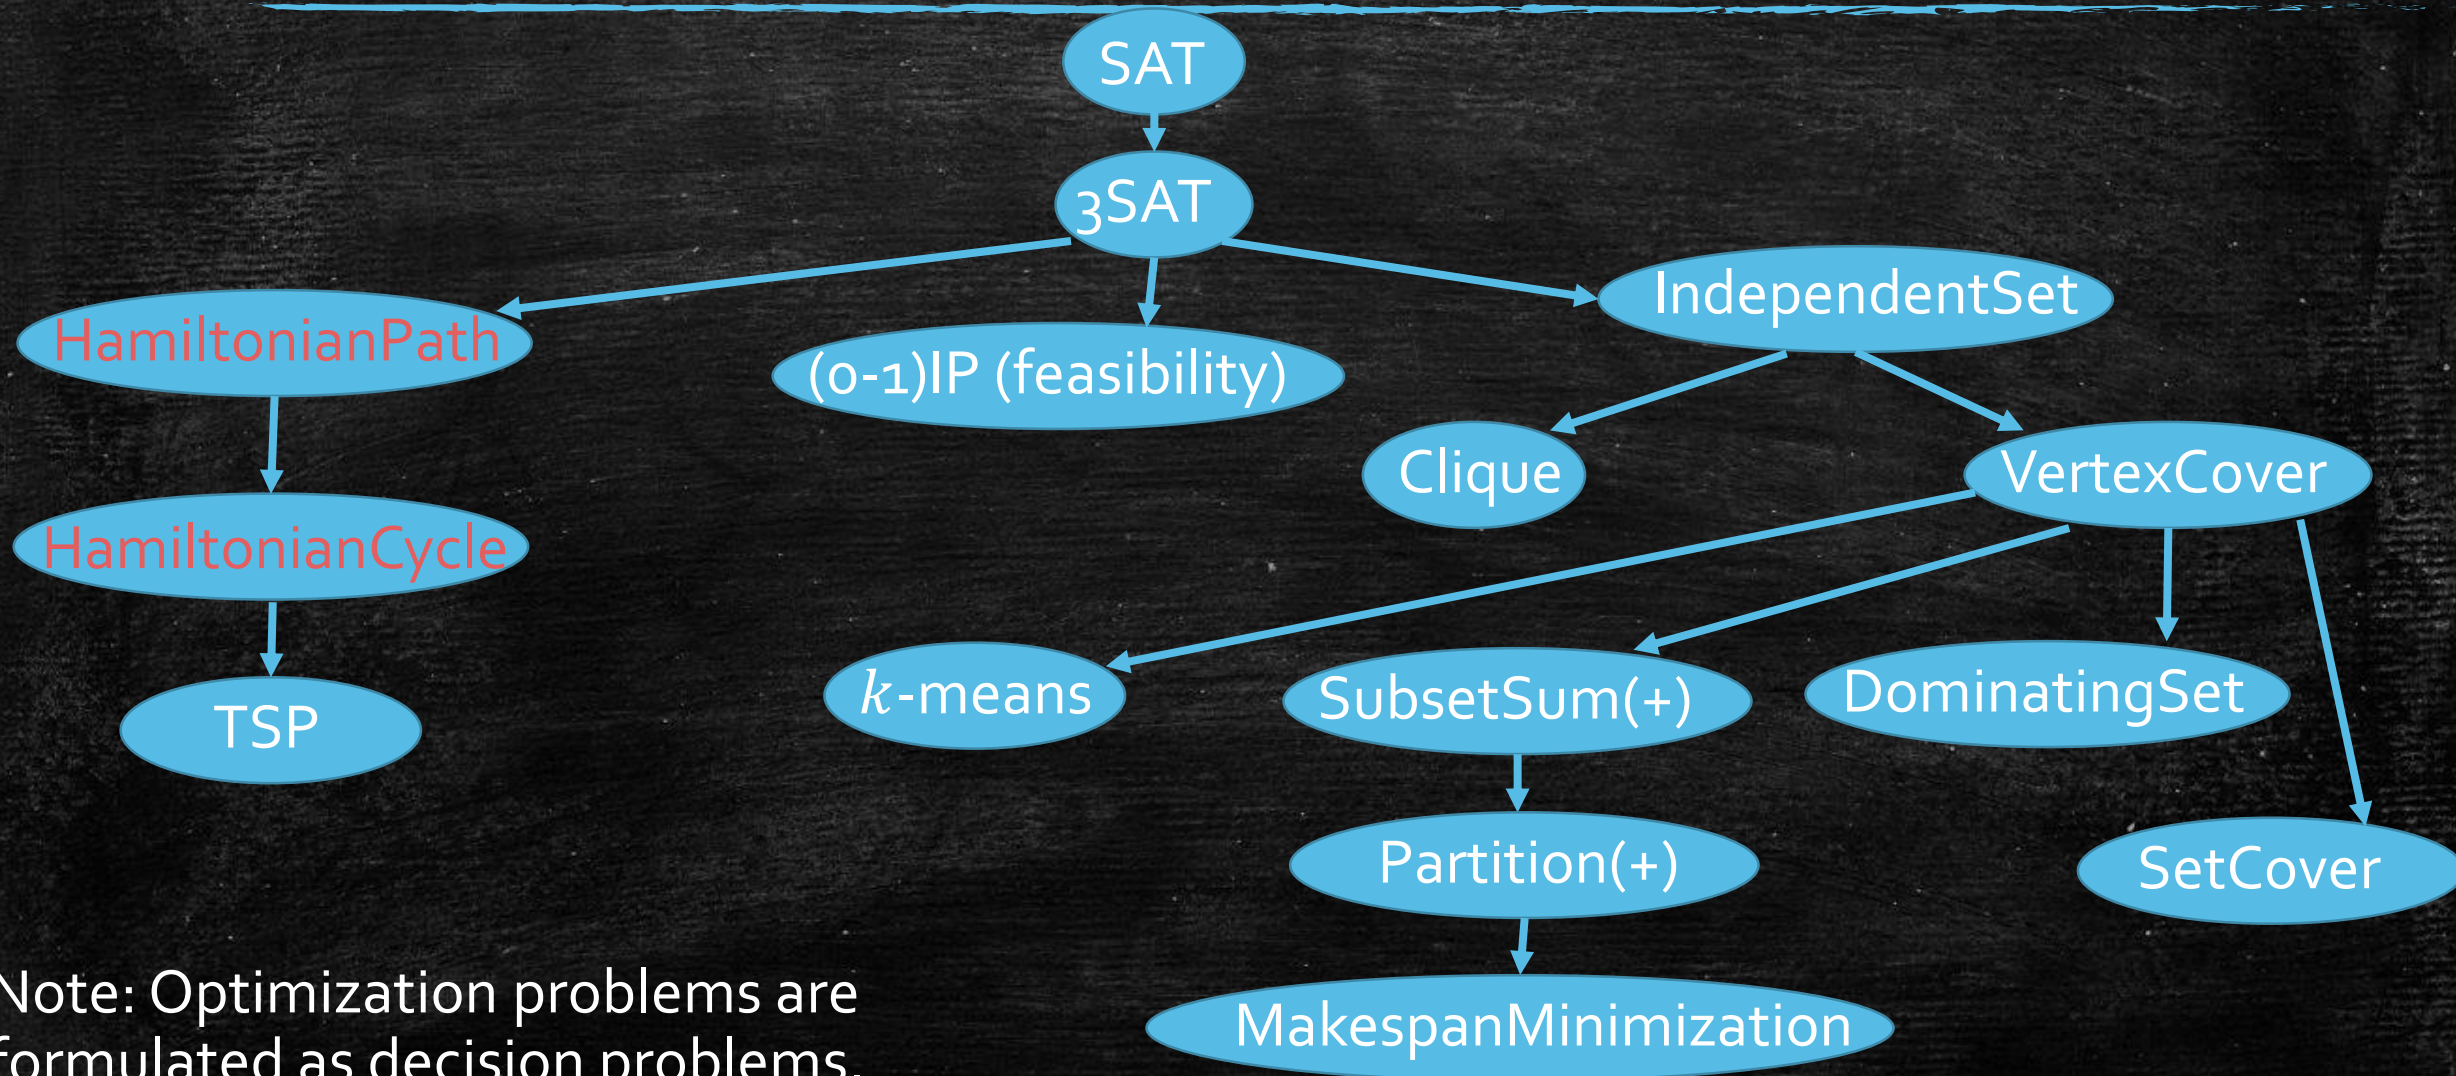 SAT
3SAT
IndependentSet
HamiltonianPath
(0-1)IP (feasibility)
Clique
VertexCover
HamiltonianCycle
k-means
SubsetSum(+)
DominatingSet
TSP
Partition(+)
SetCover
Note: Optimization problems are
formulated as decision problems.
MakespanMinimization